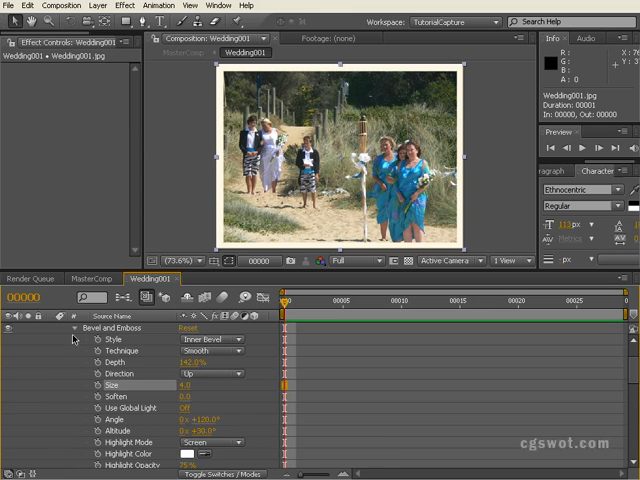 File Edit Composition Layer Effect Animation View Window Help
Workspace: TutorialCapture Search Help
Effect Controls: Wedding001
Wedding001 • Wedding001.jpg
Composition: Wedding001
Footage: (none)
MasterComp Wedding001
Info Audio
R :
G :
B :
A : 0
X : 76
Wedding001.jpg
Duration: 00001
In: 00000, Out: 00000
Preview
aragraph Character
Ethnocentric
Regular
113 px
Metrics
- px
(73.6%) 00000 Full Active Camera 1 View
Render Queue MasterComp Wedding001
00000
00005 00015 00025
# Source Name
Bevel and Emboss Reset
Style Inner Bevel
Technique Smooth
Depth 142.0%
Direction Up
Size 4.0
Soften 0.0
Use Global Light Off
Angle 0 x +120.0°
Altitude 0 x +30.0°
Highlight Mode Screen
Highlight Color
Highlight Opacity 75%
Toggle Switches / Modes
cgswot.com